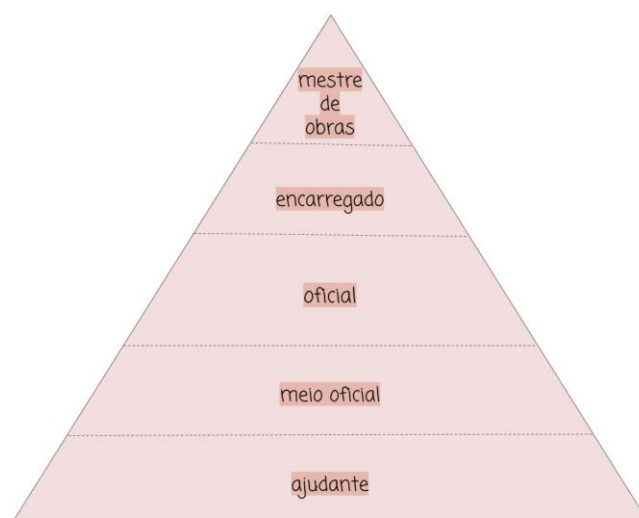 mestre
de
obras
encarregado
oficial
meio oficial
ajudante